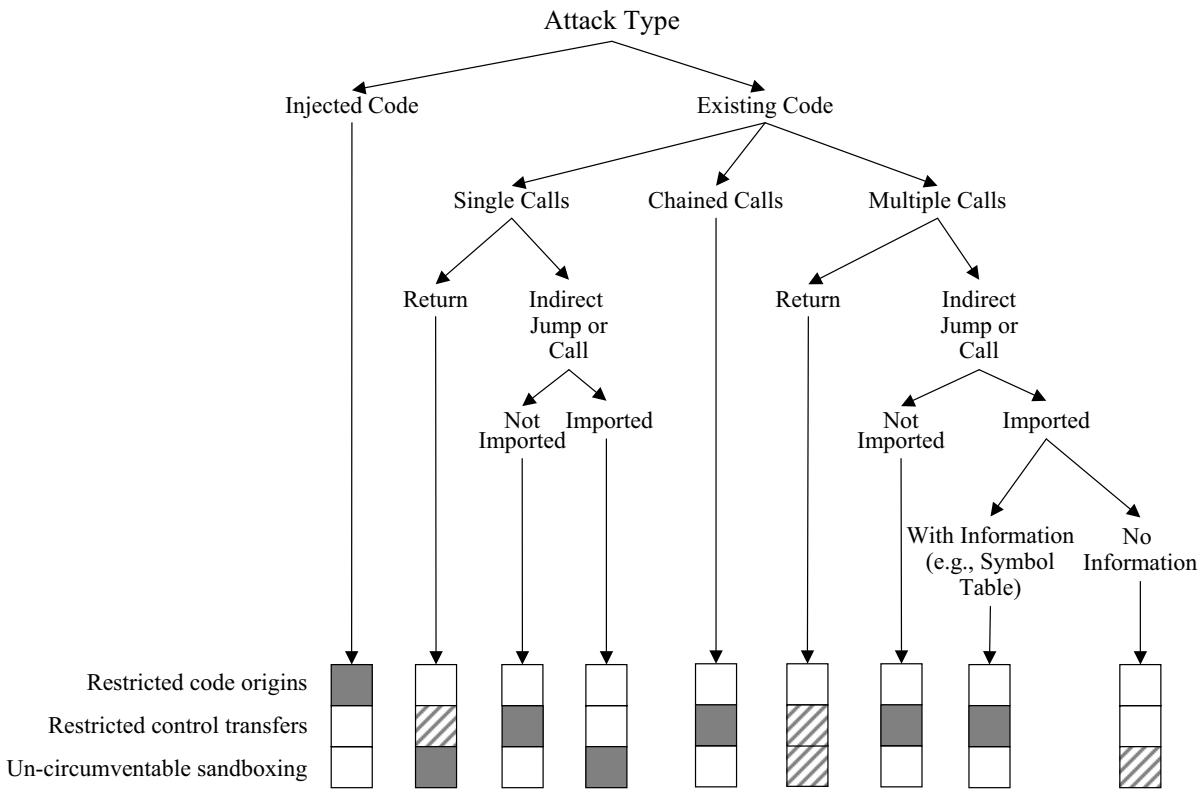 Attack Type
Injected Code
Existing Code
Single Calls
Chained Calls
Multiple Calls
Return
Indirect
Jump or
Call
Return
Indirect
Jump or
Call
Not
Imported
Imported
Not
Imported
Imported
With Information
(e.g., Symbol
Table)
No
Information
Restricted code origins
Restricted control transfers
Un-circumventable sandboxing